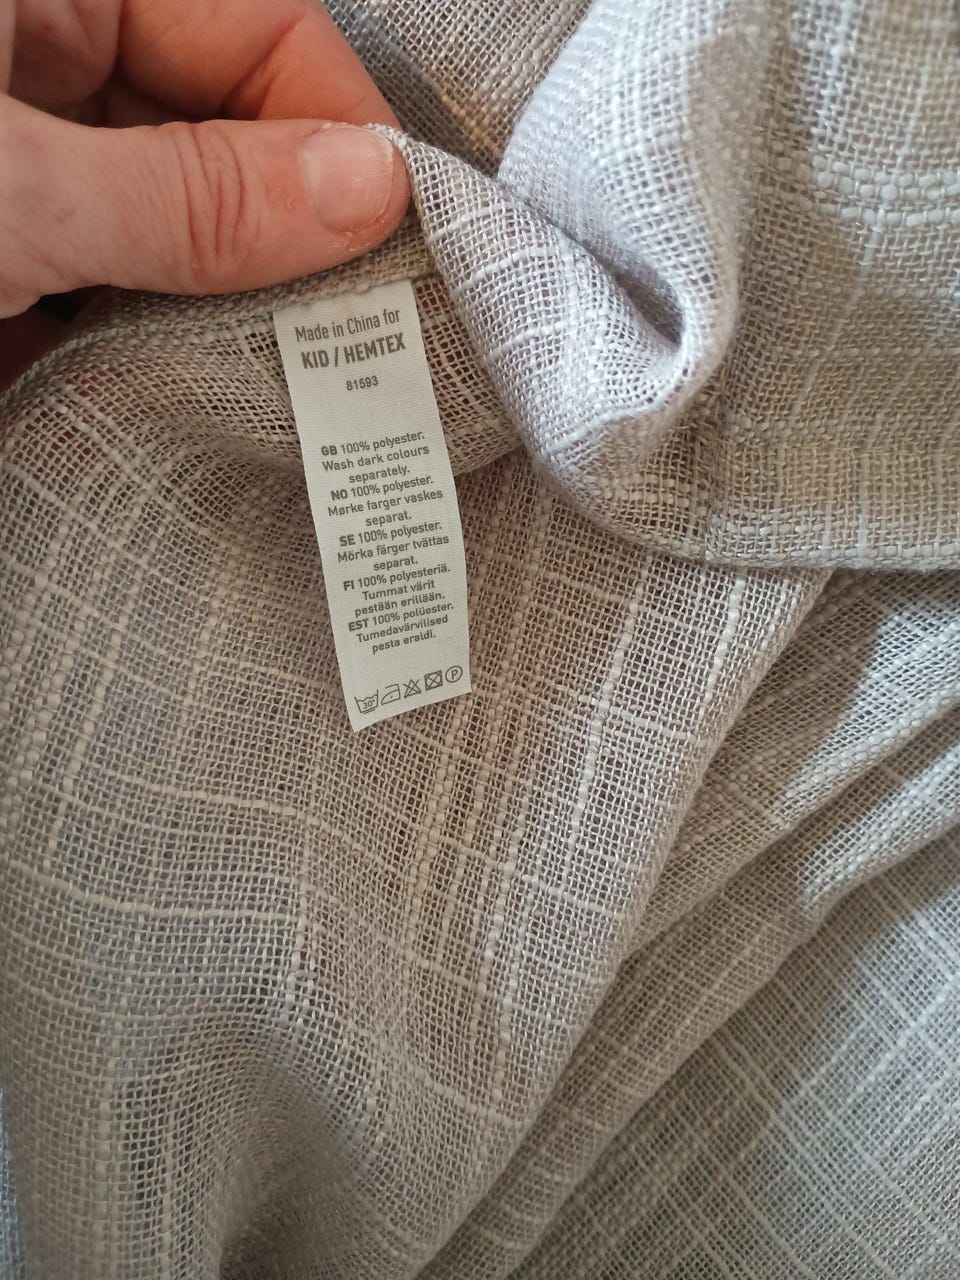 Made in China for
KID / HEMTEX
81593
GB 100% polyester.
Wash dark colours
separately.
NO 100% polyester.
Mørke farger vaskes
separat.
SE 100% polyester.
Mörka färger tvättas
separat.
FI 100% polyesteriä.
Tummat värit
pestään erillään.
EST 100% polüester.
Tumedavärvilised
pesta eraldi.
30° P